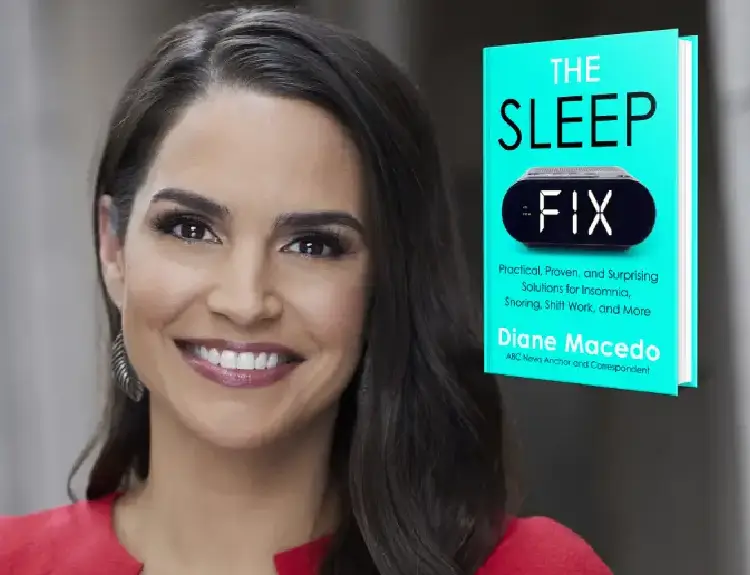 THE
SLEEP
FIX
Practical, Proven, and Surprising
Solutions for Insomnia,
Snoring, Shift Work, and More
Diane Macedo
ABC News Anchor and Correspondent